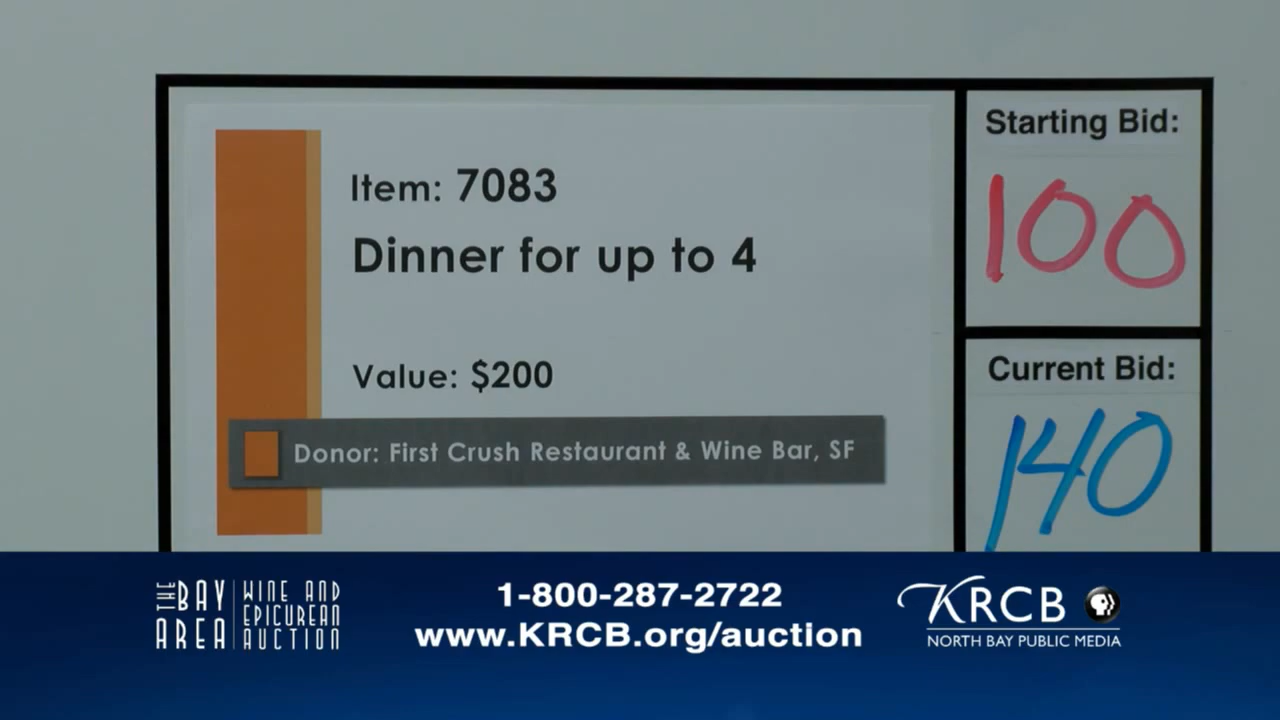 Item: 7083
Dinner for up to 4
Value: $200
Donor: First Crush Restaurant & Wine Bar, SF
Starting Bid:
100
Current Bid:
140
THE BAY AREA
WINE AND EPICUREAN AUCTION
1-800-287-2722
www.KRCB.org/auction
KRCB
NORTH BAY PUBLIC MEDIA